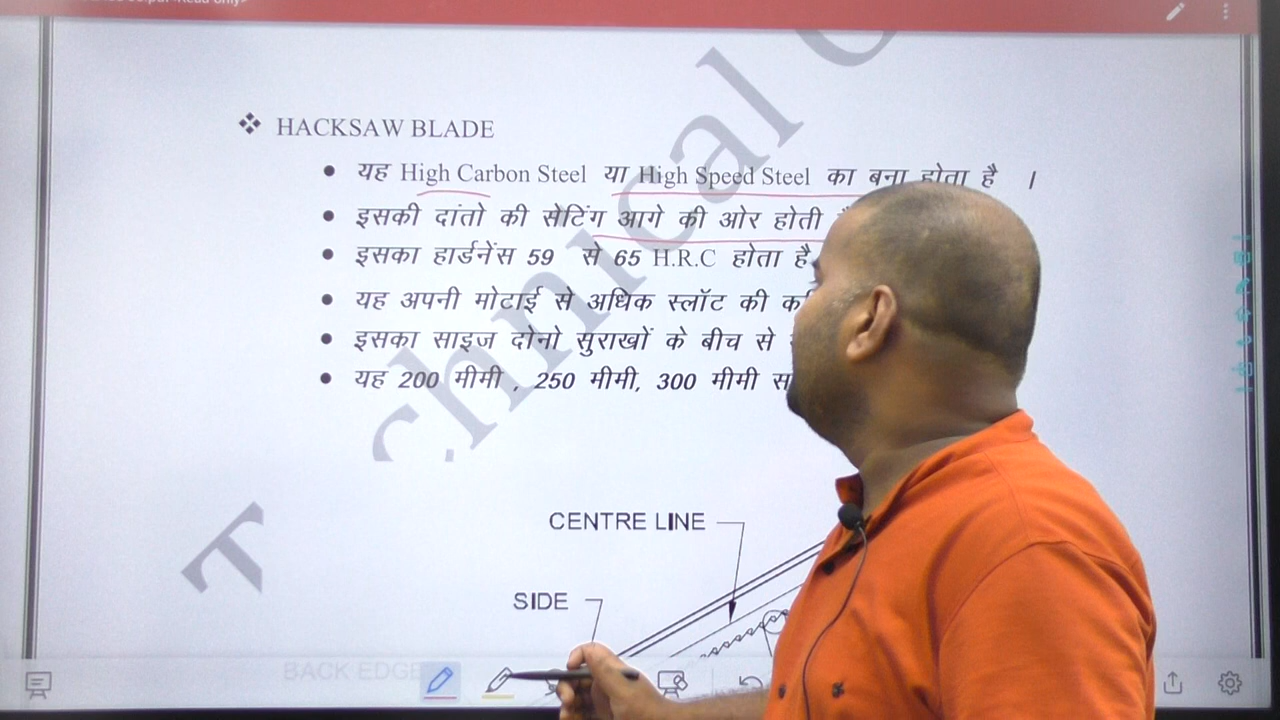 ❖ HACKSAW BLADE
• यह High Carbon Steel या High Speed Steel का बना होता है ।
• इसकी दांतो की सेटिंग आगे की ओर होती
• इसका हार्डनेंस 59 से 65 H.R.C होता है
• यह अपनी मोटाई से अधिक स्लॉट की
• इसका साइज दोनो सुराखों के बीच से
• यह 200 मीमी , 250 मीमी, 300 मीमी
CENTRE LINE
SIDE
BACK EDGE